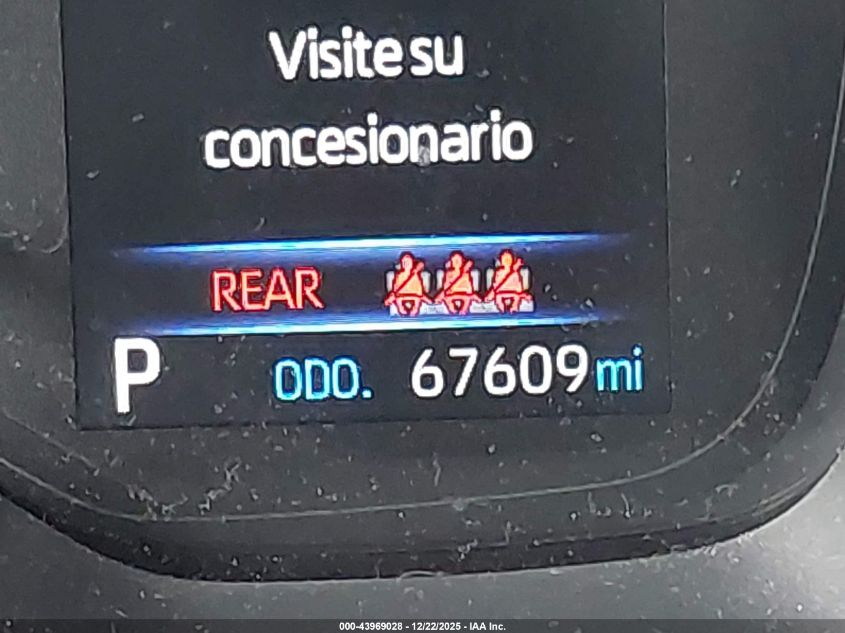 Visite su
concesionario
REAR
P ODO. 67609 mi
000-43969028 - 12/22/2025 - IAA Inc.